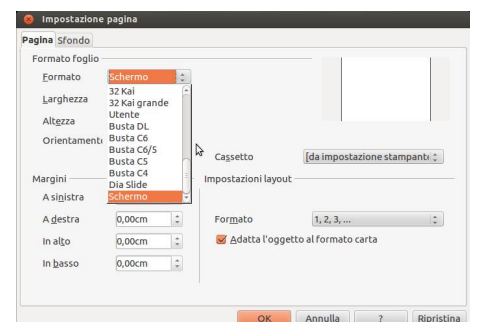 Impostazione pagina
Pagina Sfondo
Formato foglio
Formato Schermo
Larghezza
Altezza
Orientamento
32 Kai
32 Kai grande
Utente
Busta DL
Busta C6
Busta C6/5
Busta C5
Busta C4
Dia Slide
Schermo
Cassetto [da impostazione stampante
Margini
Impostazioni layout
A sinistra
A destra 0,00cm
Formato 1, 2, 3, ...
In alto 0,00cm
Adatta l'oggetto al formato carta
In basso 0,00cm
OK Annulla ? Ripristina